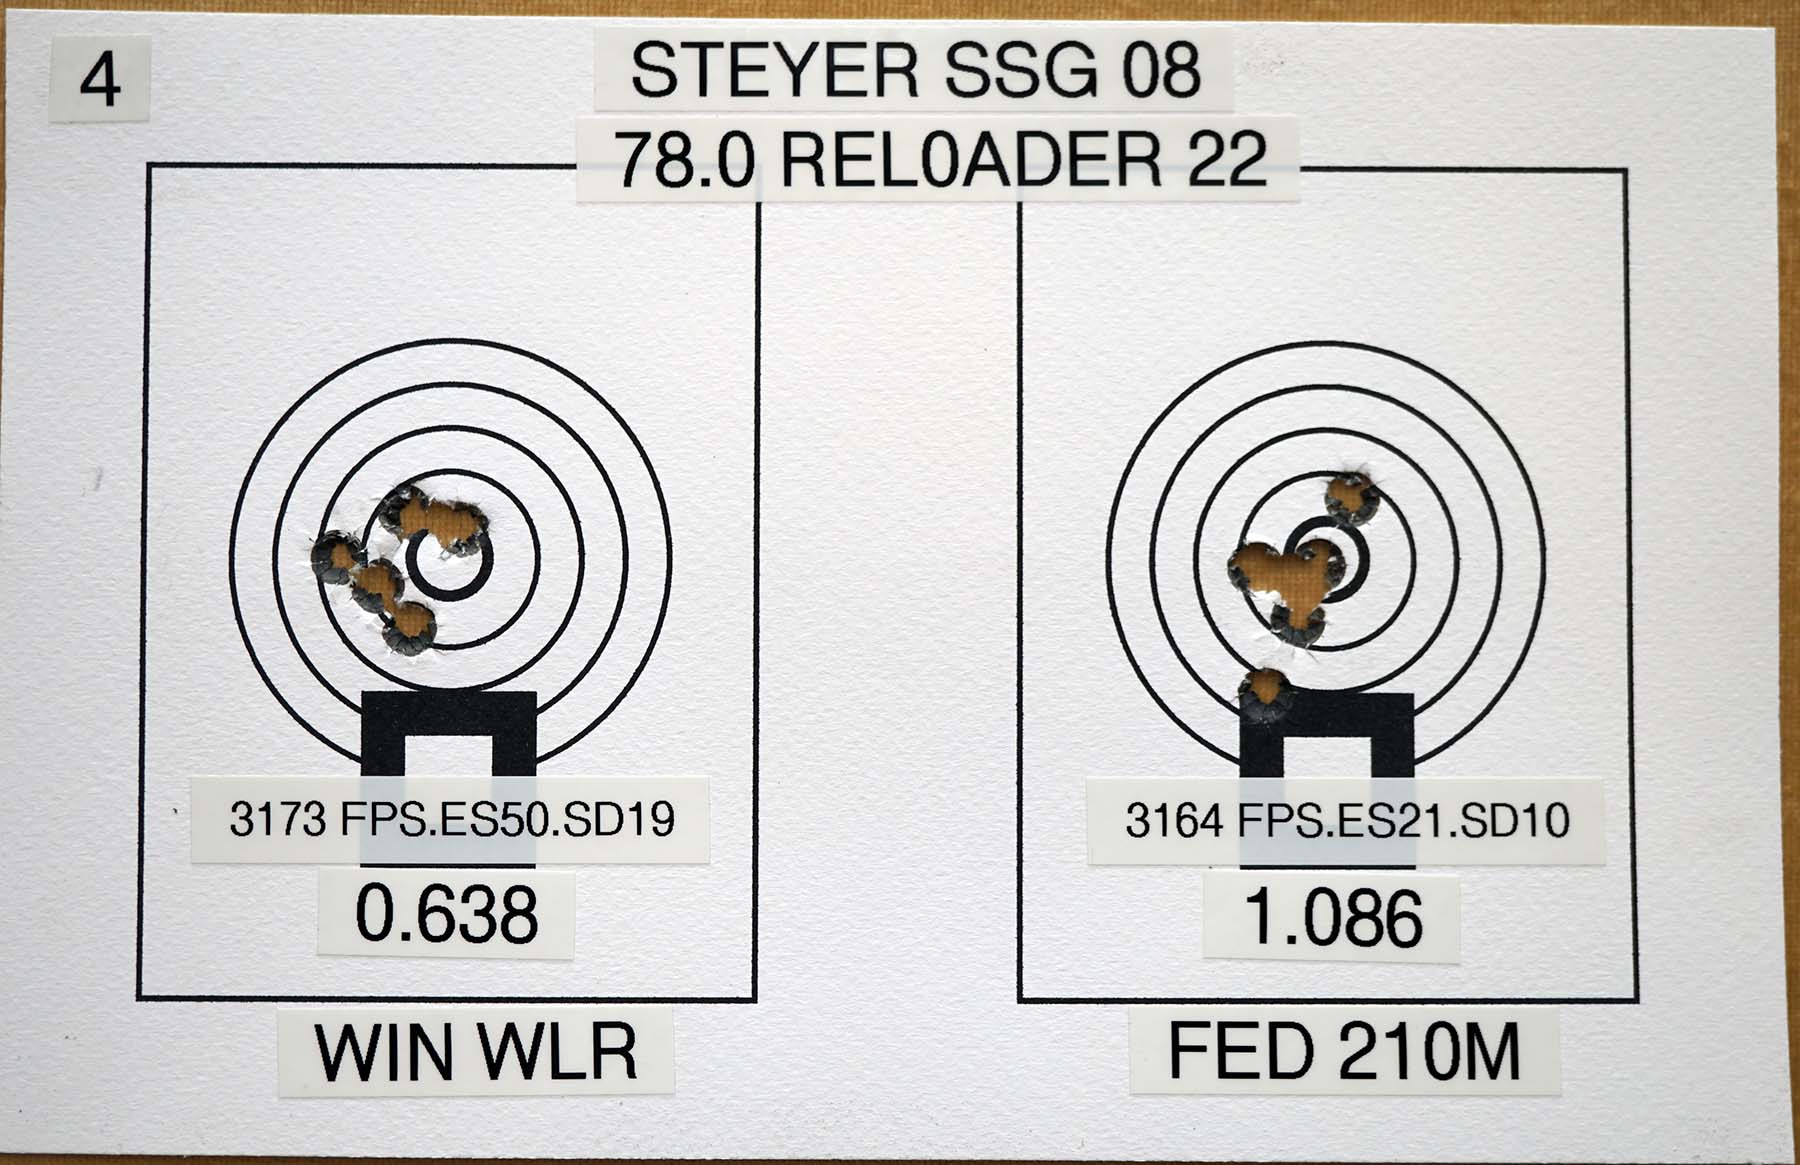 4
STEYER SSG 08
78.0 REL0ADER 22
3173 FPS.ES50.SD19
0.638
WIN WLR
3164 FPS.ES21.SD10
1.086
FED 210M